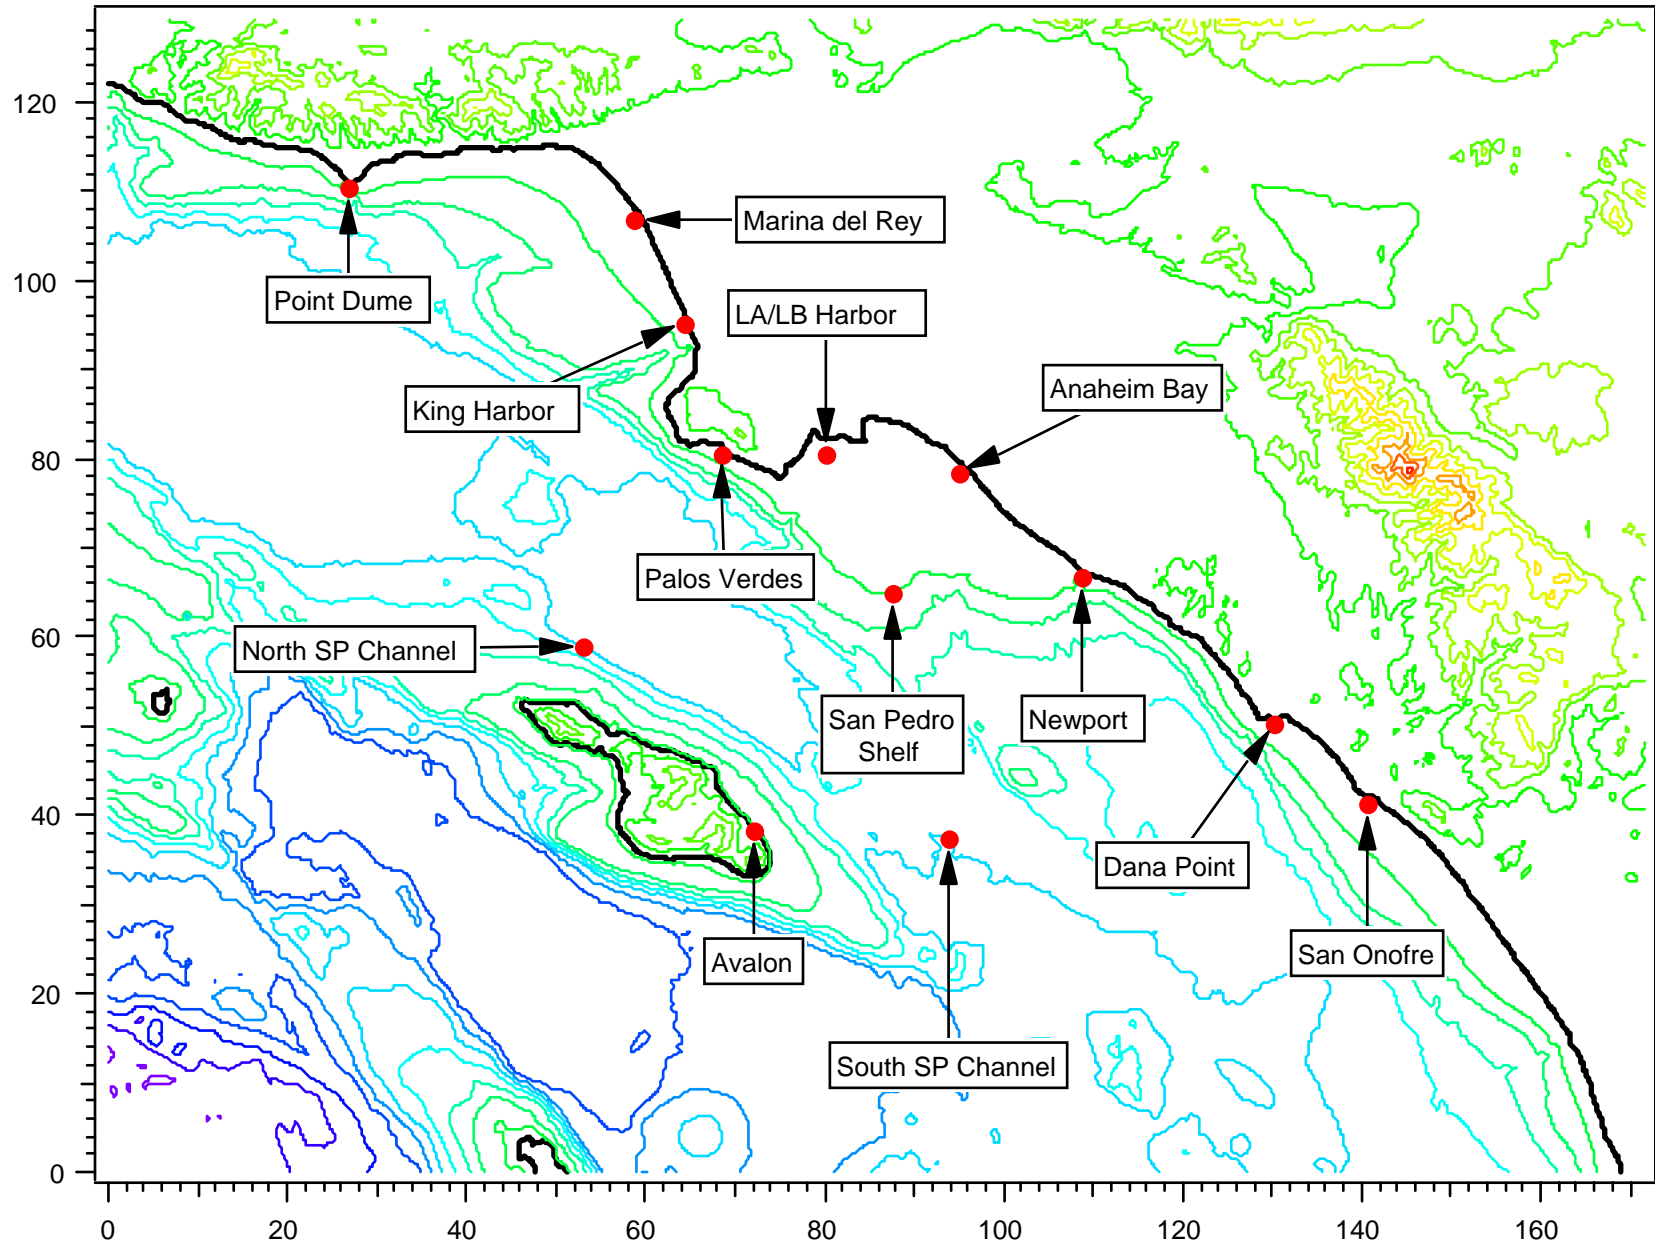 120
100
80
60
40
20
0
Marina del Rey
Point Dume
LA/LB Harbor
Anaheim Bay
King Harbor
Palos Verdes
North SP Channel
San Pedro
Shelf
Newport
Dana Point
San Onofre
Avalon
South SP Channel
0
20
40
60
80
100
120
140
160